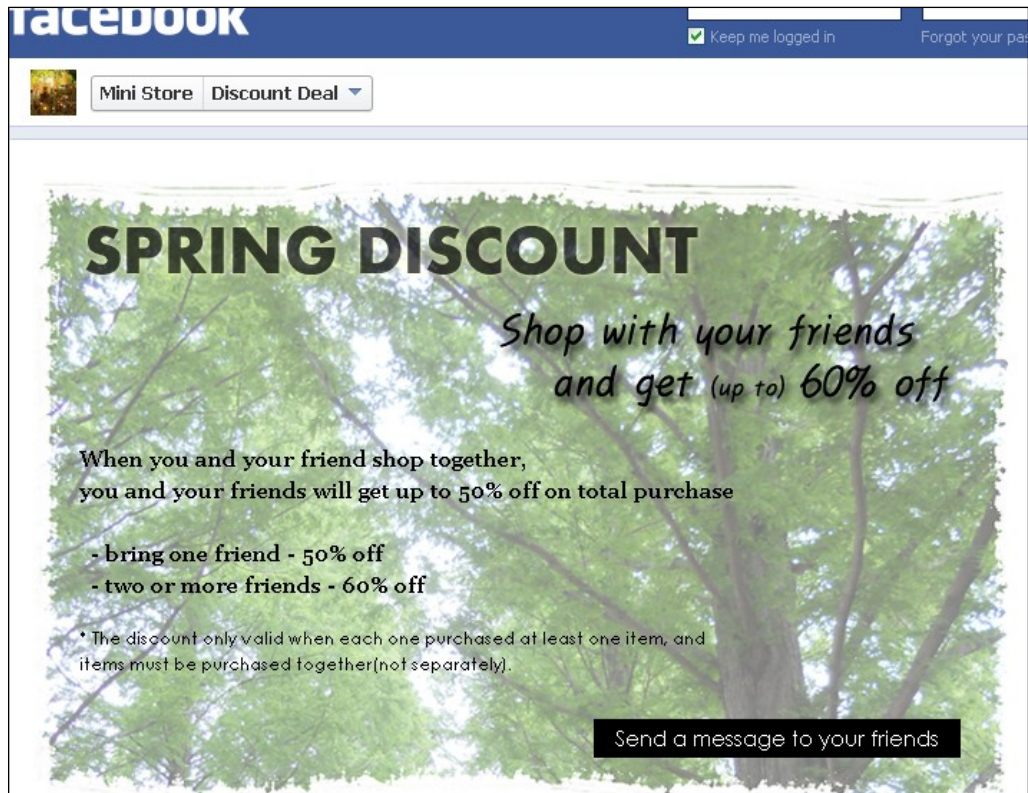 facebook
Keep me logged in
Forgot your pas
Mini Store Discount Deal
SPRING DISCOUNT
Shop with your friends
and get (up to) 60% off
When you and your friend shop together,
you and your friends will get up to 50% off on total purchase
- bring one friend - 50% off
- two or more friends - 60% off
* The discount only valid when each one purchased at least one item, and
items must be purchased together(not separately).
Send a message to your friends